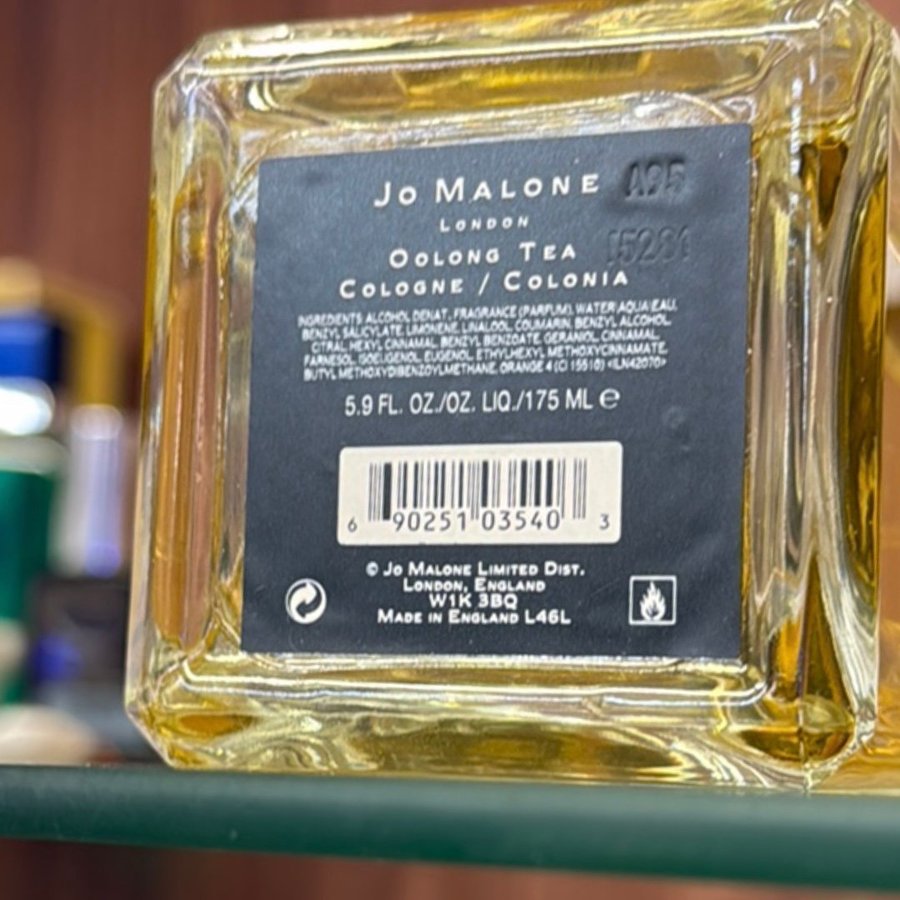 JO MALONE
A95
LONDON
OOLONG TEA
COLOGNE / COLONIA
INGREDIENTS ALCOHOL DENAT, FRAGRANCE (PARFUM), WATER\AQUA\EAU,
BENZYL SALICYLATE, LIMONENE, LINALOOL, COUMARIN, BENZYL ALCOHOL,
CITRAL, HEXYL CINNAMAL, BENZYL BENZOATE, GERANIOL, CINNAMAL,
FARNESOL, ISOEUGENOL, EUGENOL, ETHYLHEXYL METHOXYCINNAMATE,
BUTYL METHOXYDIBENZOYLMETHANE, ORANGE 4 (CI 15510) <ILN42070>
5.9 FL. OZ./OZ. LIQ./175 ML e
6 90251 03540 3
© JO MALONE LIMITED DIST.
LONDON, ENGLAND
W1K 3BQ
MADE IN ENGLAND L46L